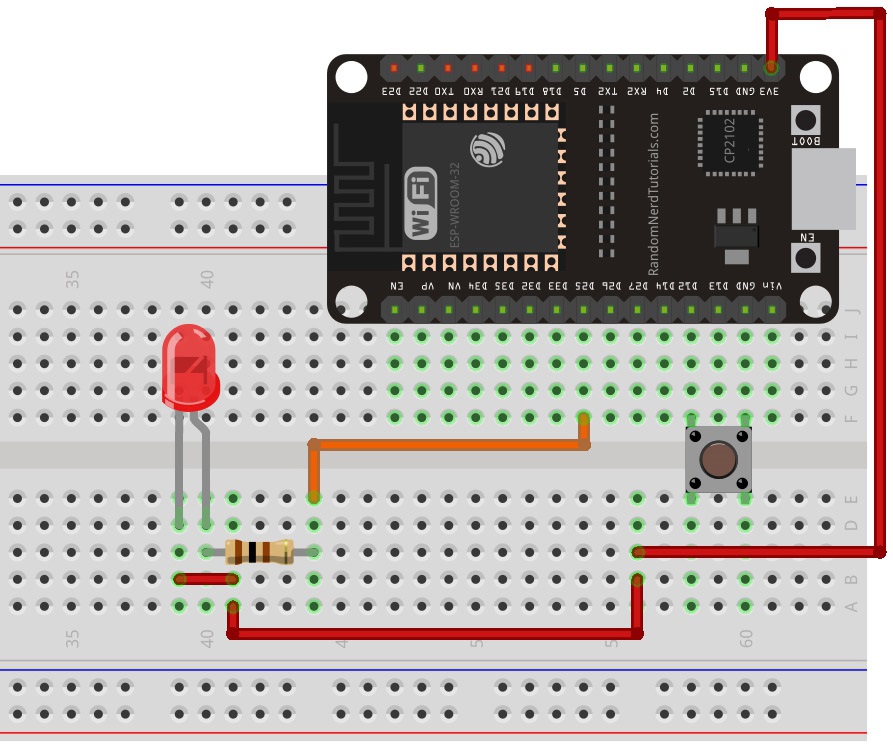 D23 D22 TXD RXD D21 D19 D18 D5 TX2 RX2 D4 D2 D15 GND 3V3
BOOT
CP2102
RandomNerdTutorials.com
WiFi
ESP-WROOM-32
EN
EN VP VN D34 D35 D32 D33 D25 D26 D27 D14 D12 D13 GND Vin
35 40
J
I
H
G
F
E
D
B
A
35 40 4 5 5 60